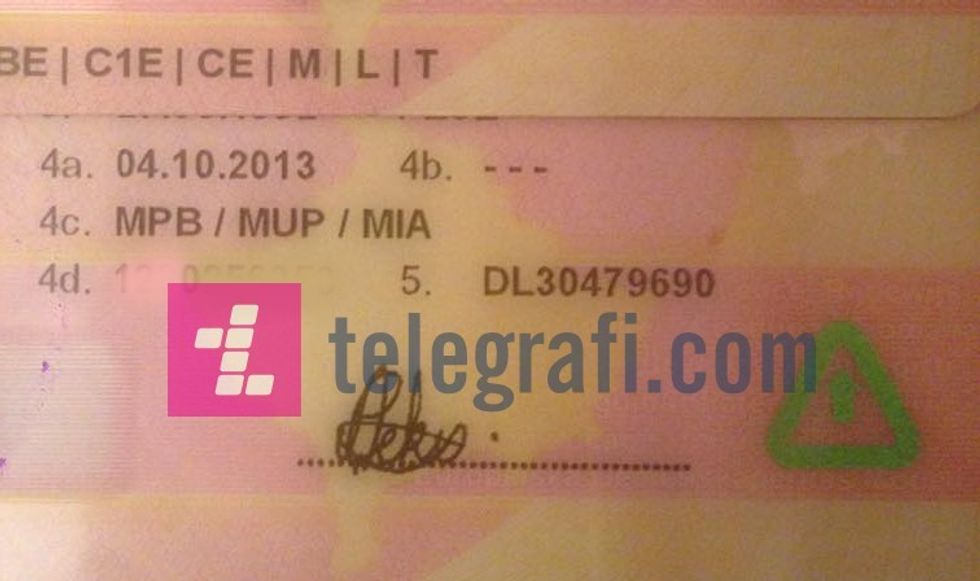 BE | C1E | CE | M | L | T
4a. 04.10.2013 4b. ---
4c. MPB / MUP / MIA
4d. 5. DL30479690
telegrafi.com